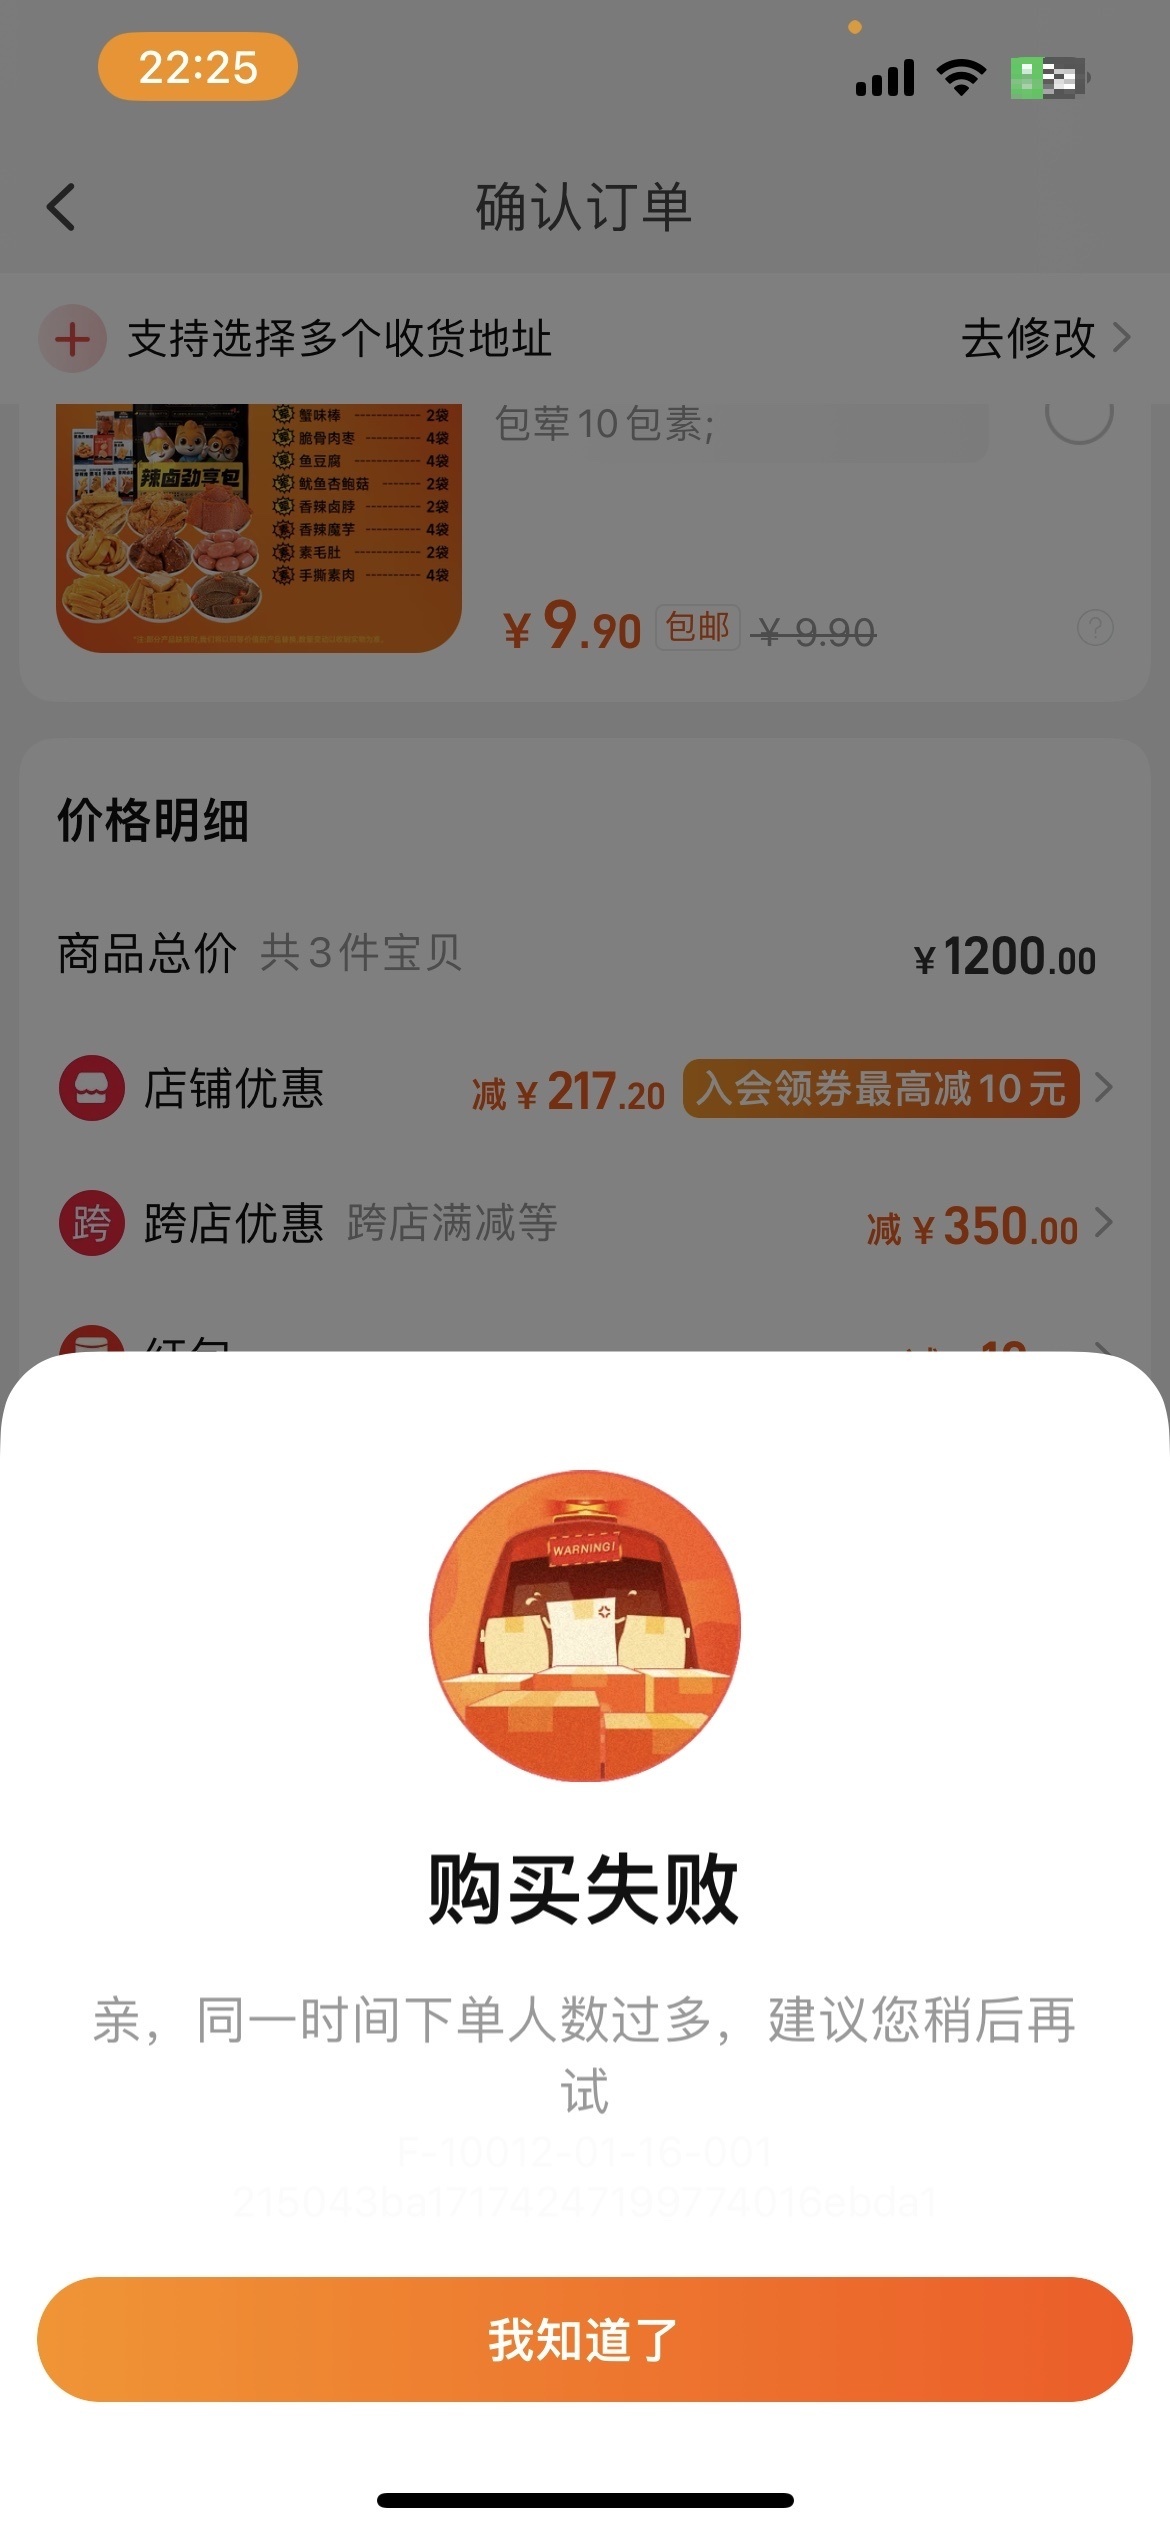 22:25
确认订单
支持选择多个收货地址
去修改
蟹味棒 ---------- 2袋
脆骨肉枣 ---------- 4袋
鱼豆腐 ---------- 4袋
鱿鱼杏鲍菇 ---------- 2袋
香辣卤脖 ---------- 2袋
香辣魔芋 ---------- 4袋
素毛肚 ---------- 2袋
手撕素肉 ---------- 4袋
辣卤劲享包
包荤10包素;
¥9.90 包邮 ¥9.90
价格明细
商品总价 共3件宝贝 ¥1200.00
店铺优惠 减¥217.20 入会领券最高减10元
跨 跨店优惠 跨店满减等 减¥350.00
WARNING!
购买失败
亲，同一时间下单人数过多，建议您稍后再
试
F-10012-01-16-001
215043ba17174247199774016ebda1
我知道了